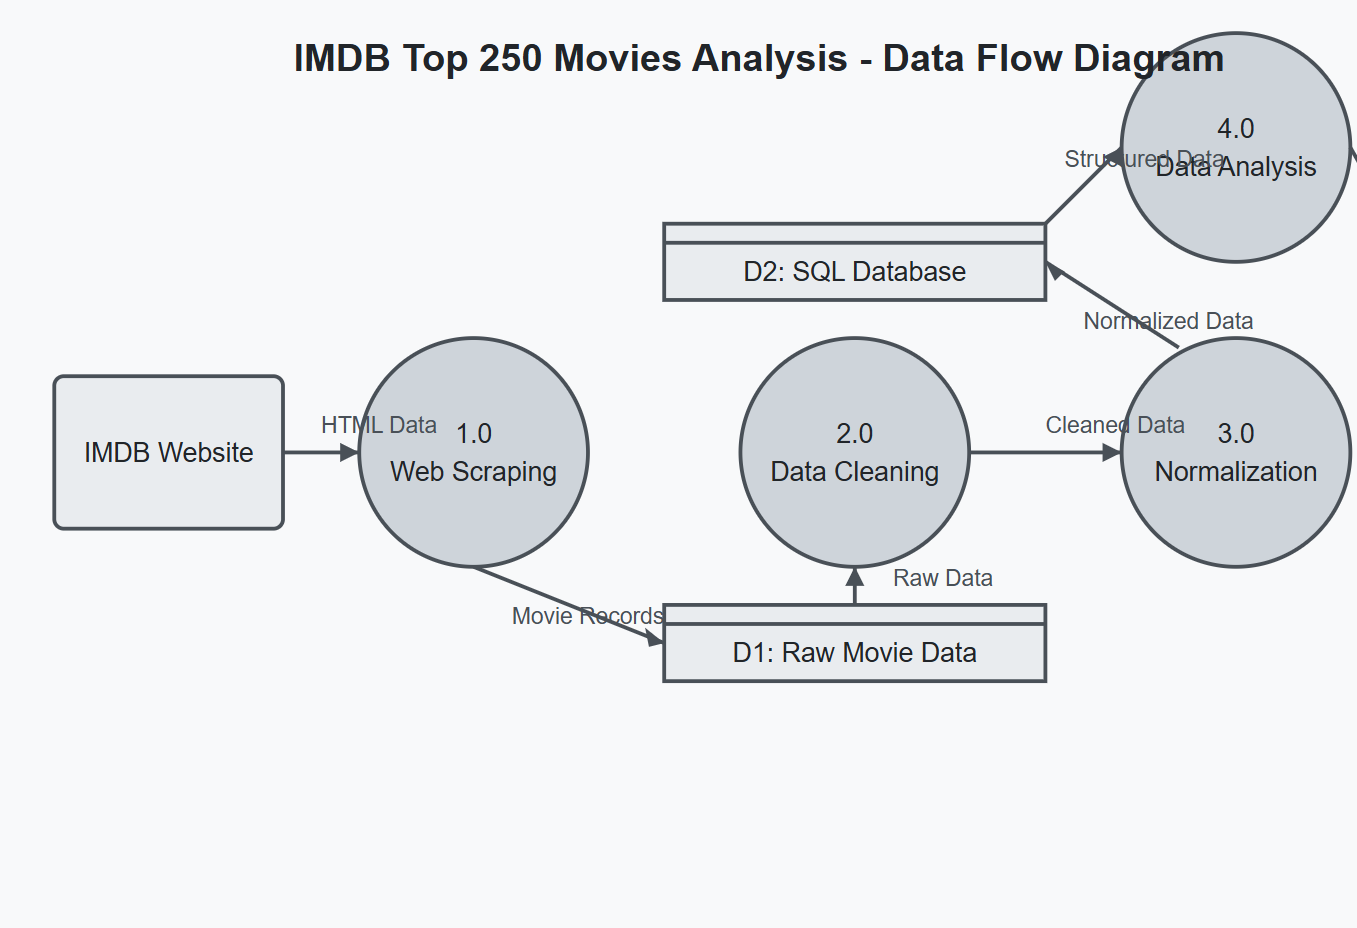 IMDB Top 250 Movies Analysis - Data Flow Diagram
4.0
Data Analysis
Structured Data
D2: SQL Database
Normalized Data
IMDB Website
HTML Data
1.0
Web Scraping
2.0
Data Cleaning
Cleaned Data
3.0
Normalization
Movie Records
Raw Data
D1: Raw Movie Data